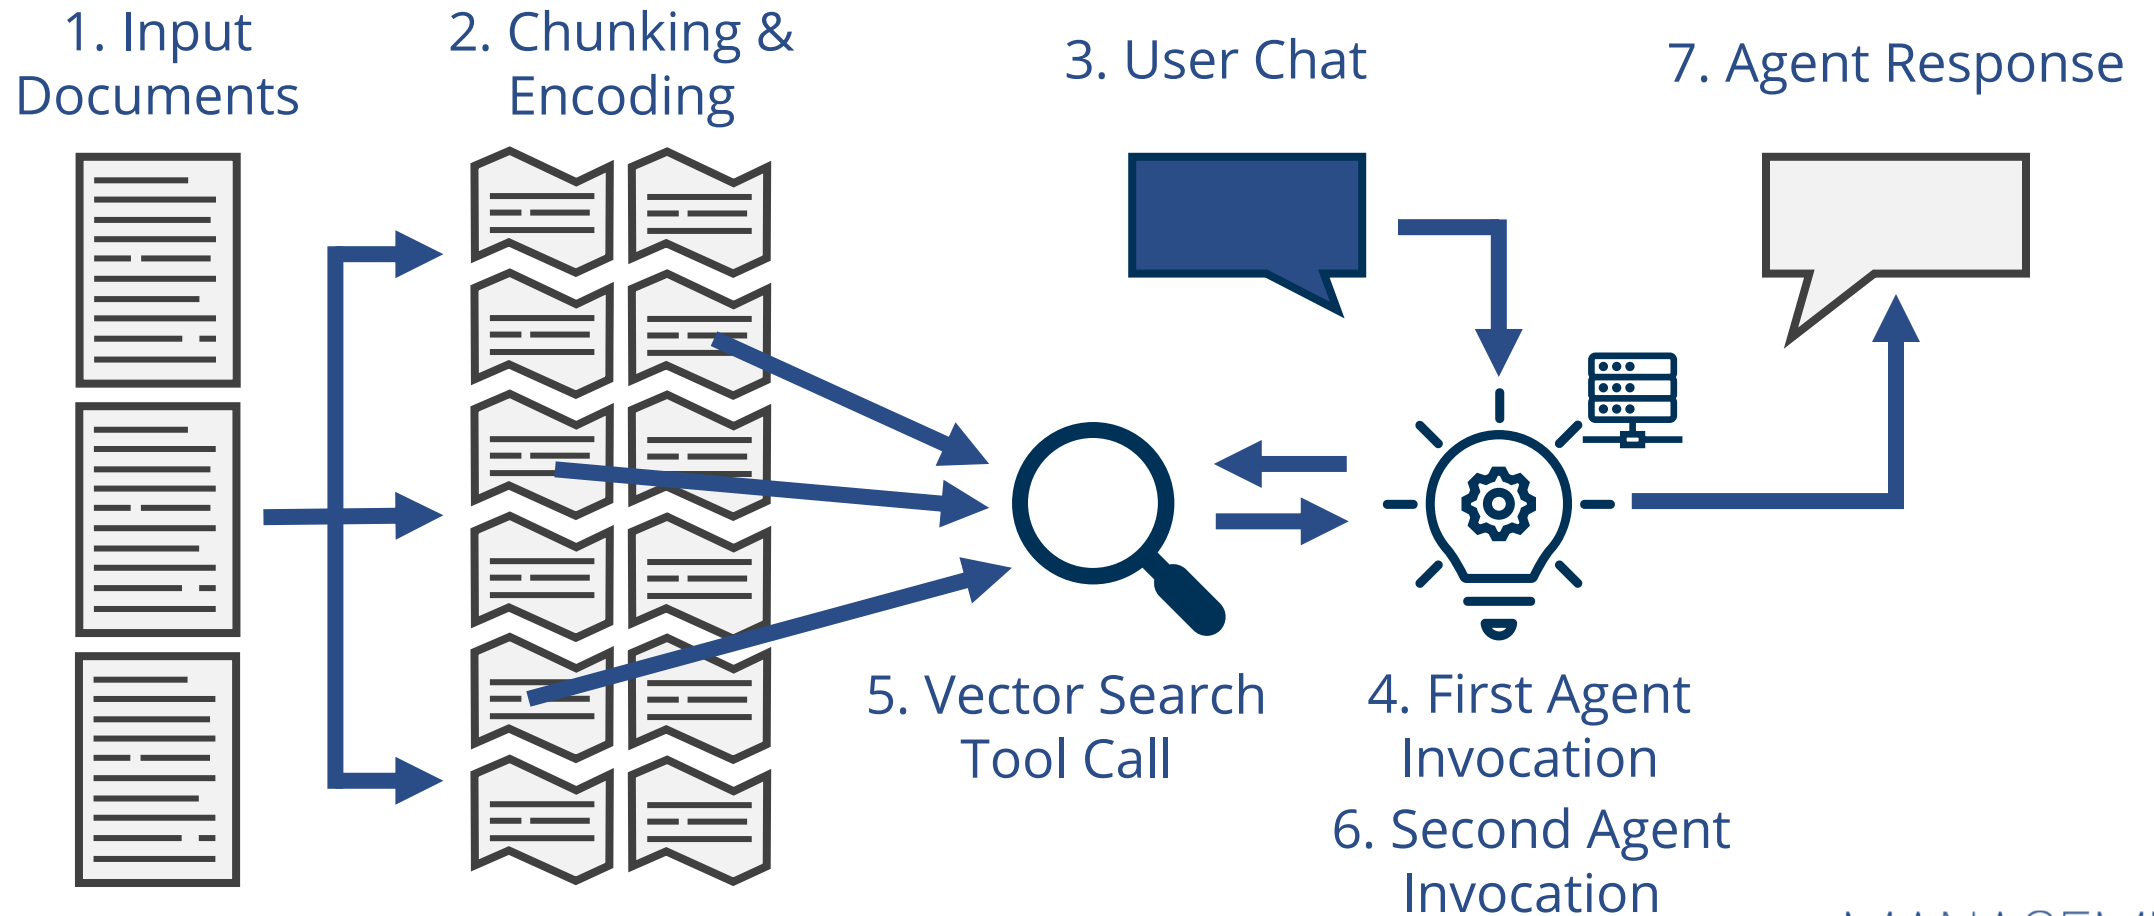 1. Input
Documents
2. Chunking &
Encoding
3. User Chat
7. Agent Response
5. Vector Search
Tool Call
4. First Agent
Invocation
6. Second Agent
Invocation